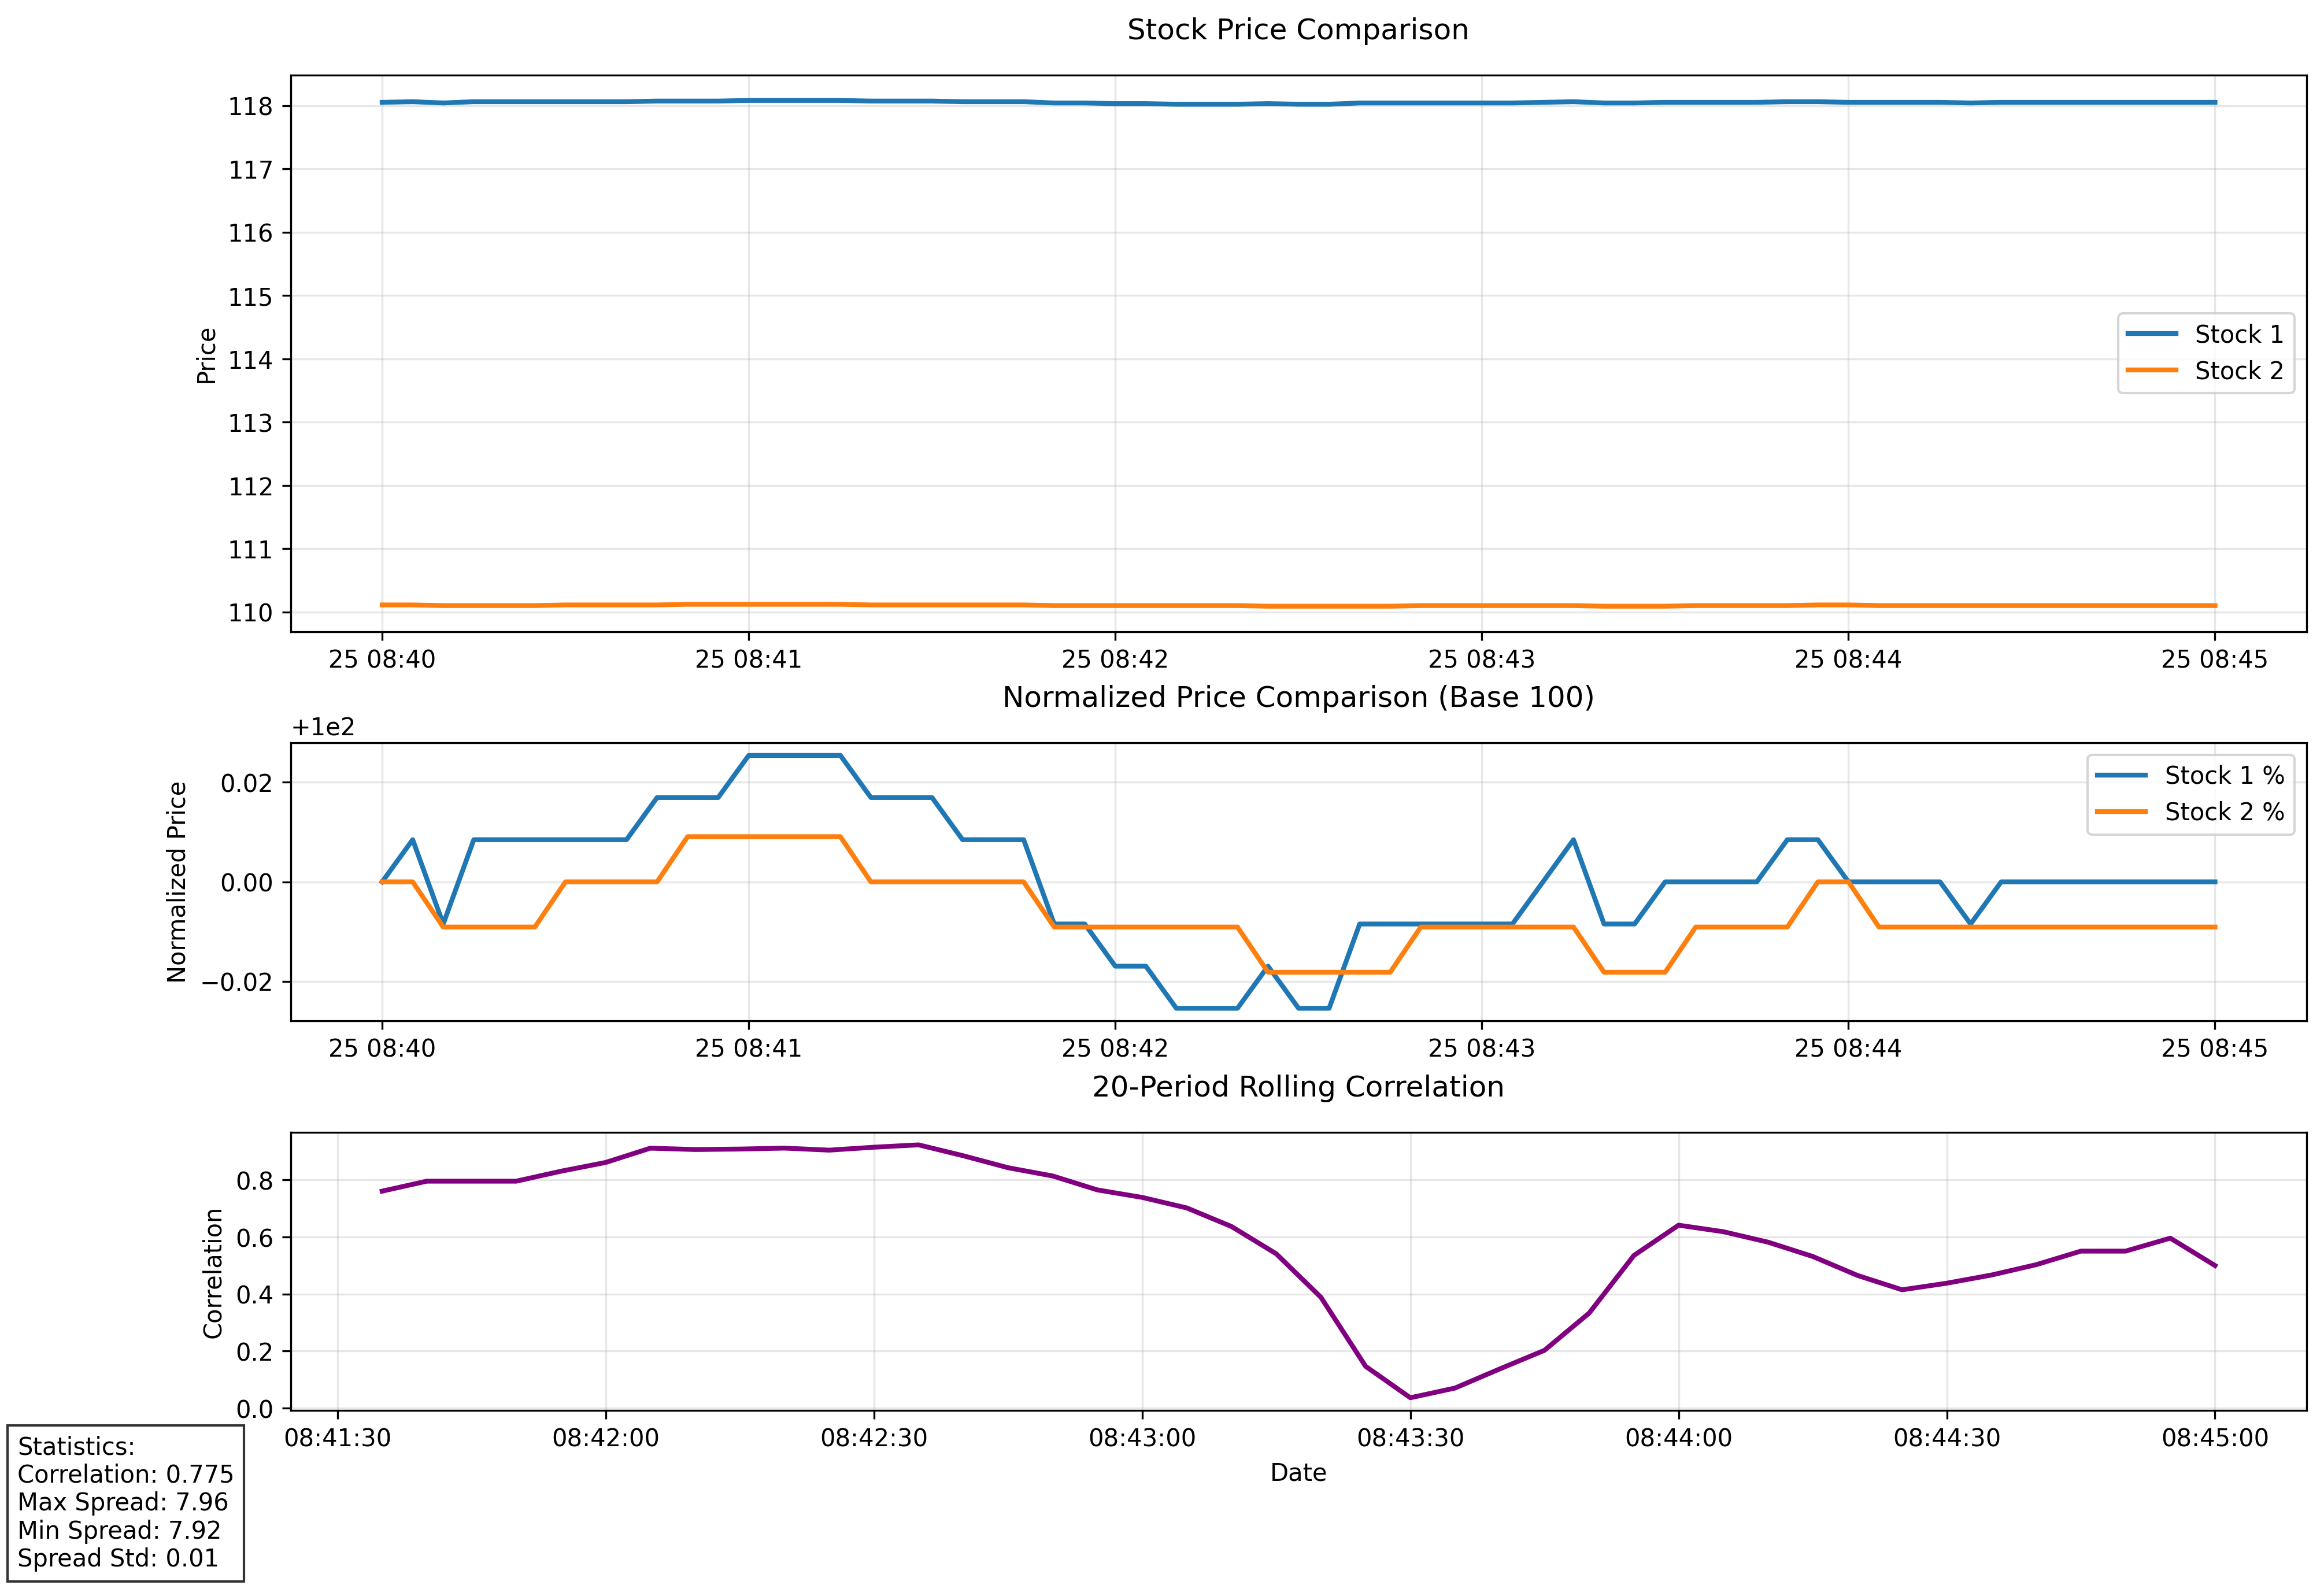 Stock Price Comparison
118
117
116
115
114
113
112
111
110
Price
Stock 1
Stock 2
25 08:40 25 08:41 25 08:42 25 08:43 25 08:44 25 08:45
Normalized Price Comparison (Base 100)
+1e2
0.02
0.00
−0.02
Normalized Price
Stock 1 %
Stock 2 %
25 08:40 25 08:41 25 08:42 25 08:43 25 08:44 25 08:45
20-Period Rolling Correlation
0.8
0.6
0.4
0.2
0.0
Correlation
08:41:30 08:42:00 08:42:30 08:43:00 08:43:30 08:44:00 08:44:30 08:45:00
Date
Statistics:
Correlation: 0.775
Max Spread: 7.96
Min Spread: 7.92
Spread Std: 0.01